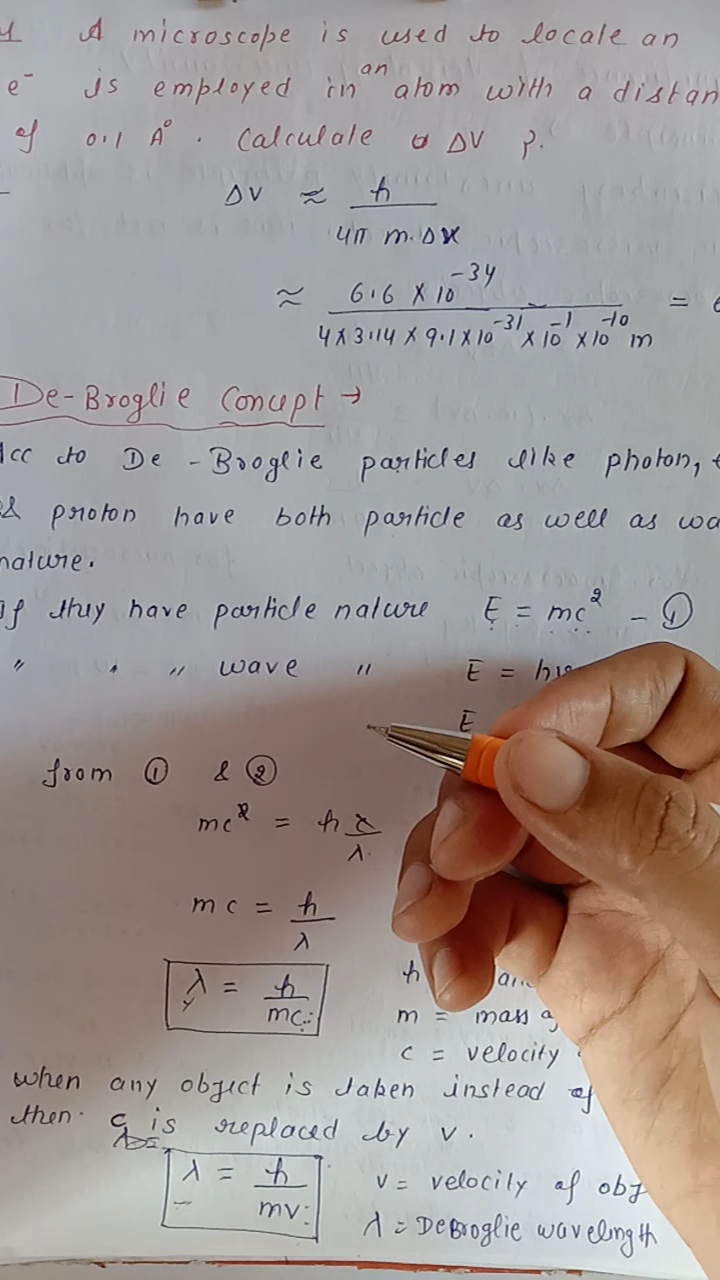 A microscope is used to locale an
e⁻ is employed in an atom with a distan
of 0.1 A° . Calculate ΔV ?.
ΔV ≈ h / 4π m.Δx
≈ 6.6 × 10⁻³⁴ / 4×3.14 × 9.1×10⁻³¹ × 10⁻¹ × 10⁻¹⁰ m =
De-Broglie Concept →
Acc to De-Broglie particles like photon,
& proton have both particle as well as wa
nature.
If they have particle nature E = mc² - ①
" " " wave " E = hν
E
from ① & ②
mc² = h c/λ
mc = h/λ
λ = h/mc
h
m = mass of
c = velocity
when any object is taken instead of
then c is replaced by v.
λ = h/mv
v = velocity of obj
λ = DeBroglie wavelength